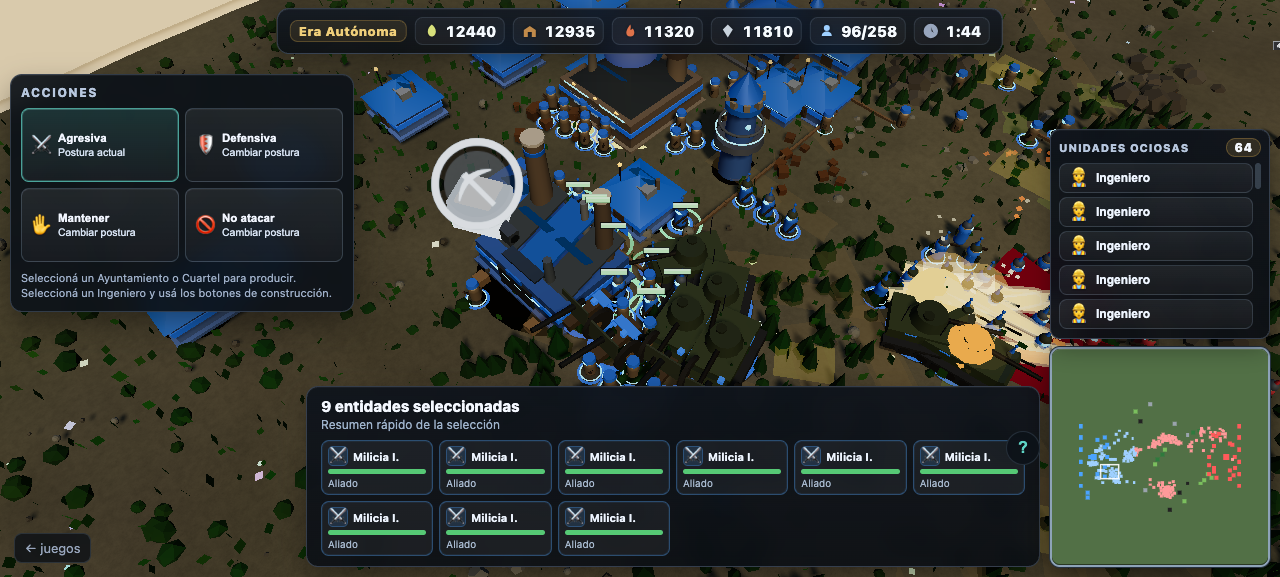 Era Autónoma
12440
12935
11320
11810
96/258
1:44
ACCIONES
Agresiva
Postura actual
Defensiva
Cambiar postura
Mantener
Cambiar postura
No atacar
Cambiar postura
Seleccioná un Ayuntamiento o Cuartel para producir.
Seleccioná un Ingeniero y usá los botones de construcción.
UNIDADES OCIOSAS
64
Ingeniero
Ingeniero
Ingeniero
Ingeniero
Ingeniero
9 entidades seleccionadas
Resumen rápido de la selección
?
Milicia I.
Aliado
Milicia I.
Aliado
Milicia I.
Aliado
Milicia I.
Aliado
Milicia I.
Aliado
Milicia I.
Aliado
Milicia I.
Aliado
Milicia I.
Aliado
Milicia I.
Aliado
← juegos